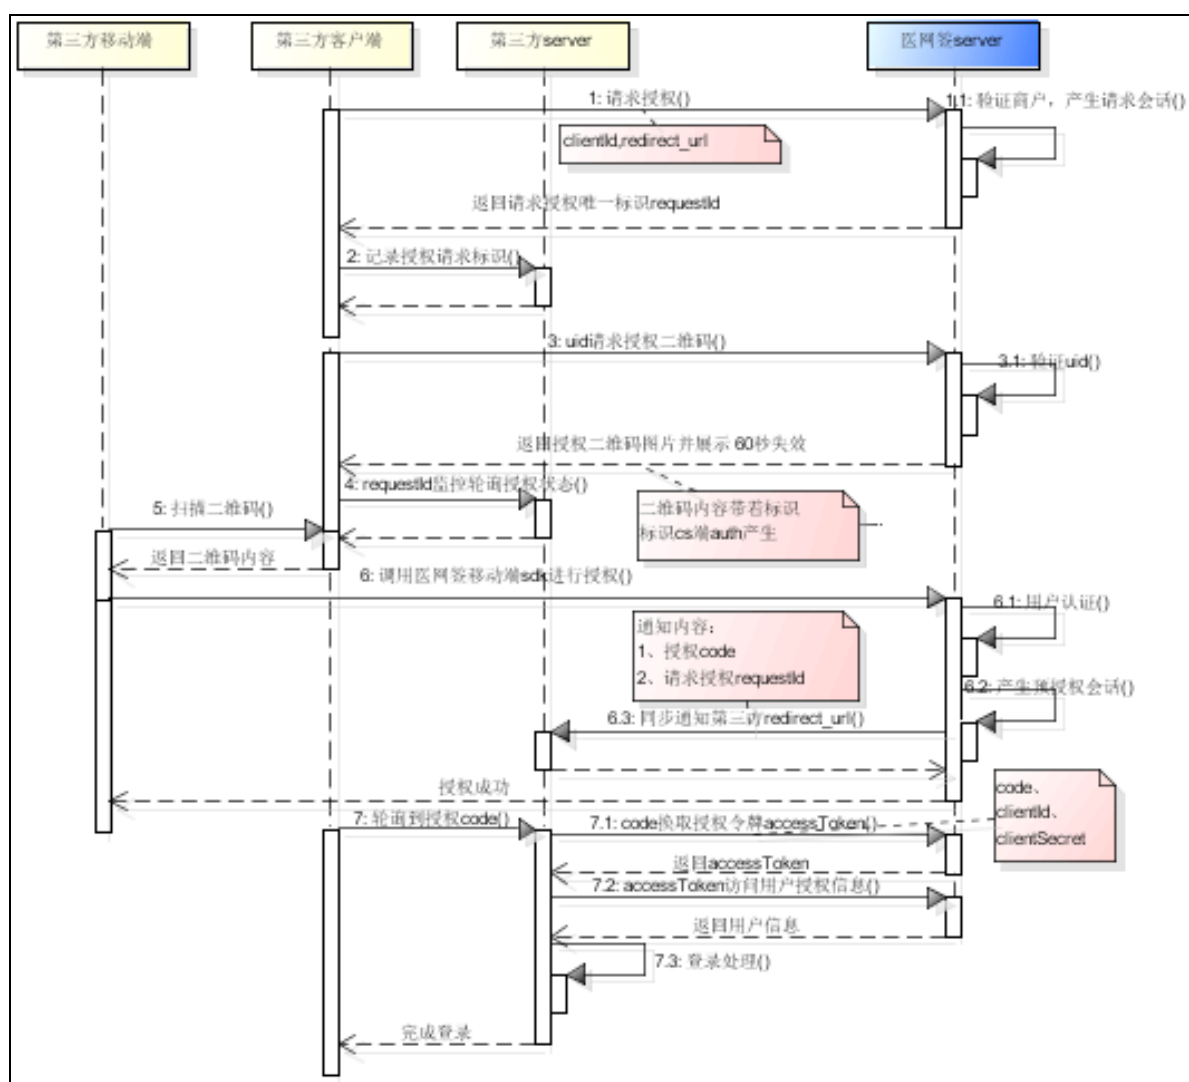 第三方移动端
第三方客户端
第三方server
医网签server
1: 请求授权()
1.1: 验证商户，产生请求会话()
clientId,redirect_url
返回请求授权唯一标识requestId
2: 记录授权请求标识()
3: uid请求授权二维码()
3.1: 验证uid()
返回授权二维码图片并展示 60秒失效
4: requestId监控轮询授权状态()
二维码内容带着标识
标识cs端auth产生
5: 扫描二维码()
返回二维码内容
6: 调用医网签移动端sdk进行授权()
6.1: 用户认证()
通知内容：
1、授权code
2、请求授权requestId
6.2: 产生预授权会话()
6.3: 同步通知第三方redirect_url()
授权成功
code、
clientId、
clientSecret
7: 轮询到授权code()
7.1: code换取授权令牌accessToken()
返回accessToken
7.2: accessToken访问用户授权信息()
返回用户信息
7.3: 登录处理()
完成登录